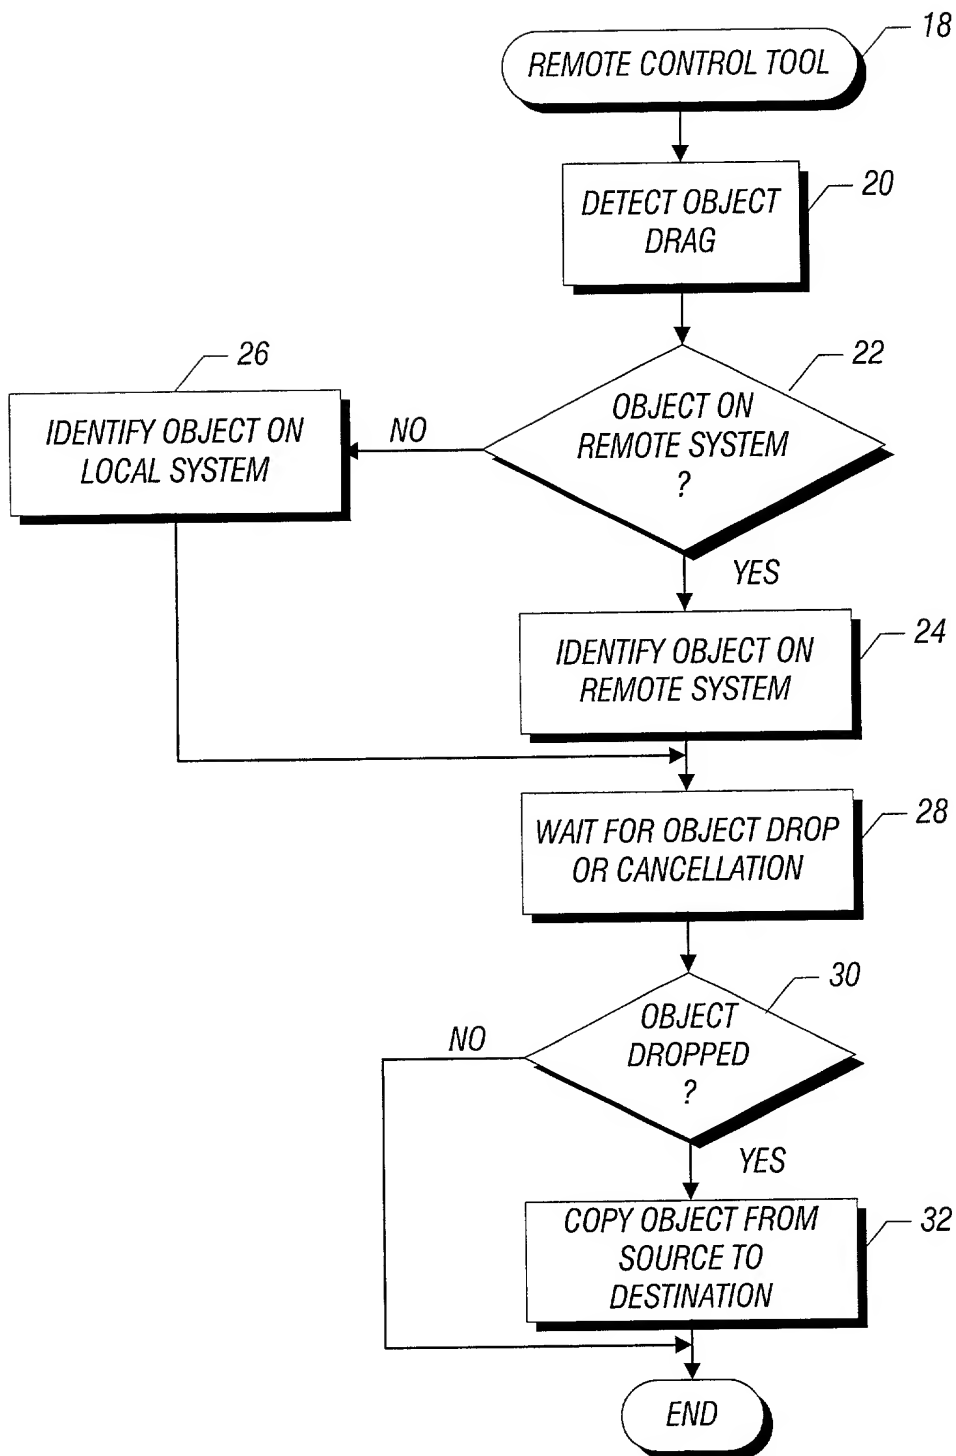 18
REMOTE CONTROL TOOL
20
DETECT OBJECT
DRAG
22
OBJECT ON
REMOTE SYSTEM
?
NO
26
IDENTIFY OBJECT ON
LOCAL SYSTEM
YES
24
IDENTIFY OBJECT ON
REMOTE SYSTEM
28
WAIT FOR OBJECT DROP
OR CANCELLATION
30
OBJECT
DROPPED
?
NO
YES
32
COPY OBJECT FROM
SOURCE TO
DESTINATION
END